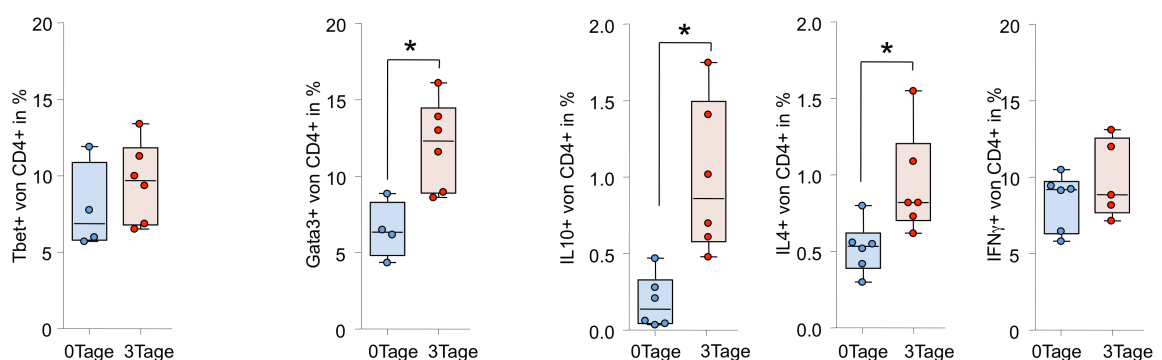 Tbet+ von CD4+ in %
20
15
10
5
0
0Tage 3Tage
Gata3+ von CD4+ in %
20
15
10
5
0
*
0Tage 3Tage
IL10+ von CD4+ in %
2.0
1.5
1.0
0.5
0.0
*
0Tage 3Tage
IL4+ von CD4+ in %
2.0
1.5
1.0
0.5
0.0
*
0Tage 3Tage
IFNγ+ von CD4+ in %
20
15
10
5
0
0Tage 3Tage